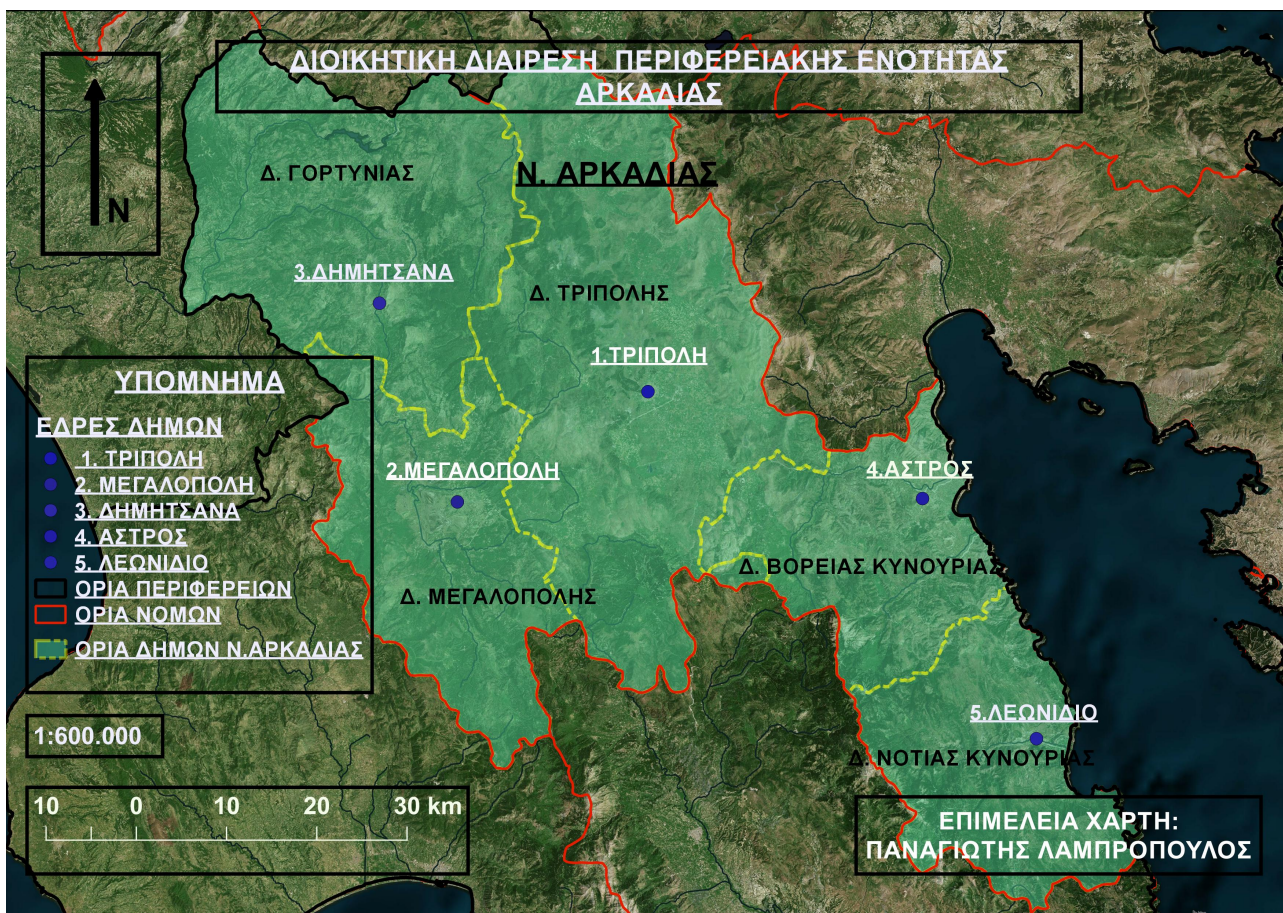 ΔΙΟΙΚΗΤΙΚΗ ΔΙΑΙΡΕΣΗ ΠΕΡΙΦΕΡΕΙΑΚΗΣ ΕΝΟΤΗΤΑΣ
ΑΡΚΑΔΙΑΣ
N
Δ. ΓΟΡΤΥΝΙΑΣ
Ν. ΑΡΚΑΔΙΑΣ
3.ΔΗΜΗΤΣΑΝΑ
Δ. ΤΡΙΠΟΛΗΣ
1.ΤΡΙΠΟΛΗ
2.ΜΕΓΑΛΟΠΟΛΗ
4.ΑΣΤΡΟΣ
Δ. ΒΟΡΕΙΑΣ ΚΥΝΟΥΡΙΑΣ
Δ. ΜΕΓΑΛΟΠΟΛΗΣ
5.ΛΕΩΝΙΔΙΟ
Δ. ΝΟΤΙΑΣ ΚΥΝΟΥΡΙΑΣ
ΥΠΟΜΝΗΜΑ
ΕΔΡΕΣ ΔΗΜΩΝ
1. ΤΡΙΠΟΛΗ
2. ΜΕΓΑΛΟΠΟΛΗ
3. ΔΗΜΗΤΣΑΝΑ
4. ΑΣΤΡΟΣ
5. ΛΕΩΝΙΔΙΟ
ΟΡΙΑ ΠΕΡΙΦΕΡΕΙΩΝ
ΟΡΙΑ ΝΟΜΩΝ
ΟΡΙΑ ΔΗΜΩΝ Ν.ΑΡΚΑΔΙΑΣ
1:600.000
10 0 10 20 30 km
ΕΠΙΜΕΛΕΙΑ ΧΑΡΤΗ:
ΠΑΝΑΓΙΩΤΗΣ ΛΑΜΠΡΟΠΟΥΛΟΣ